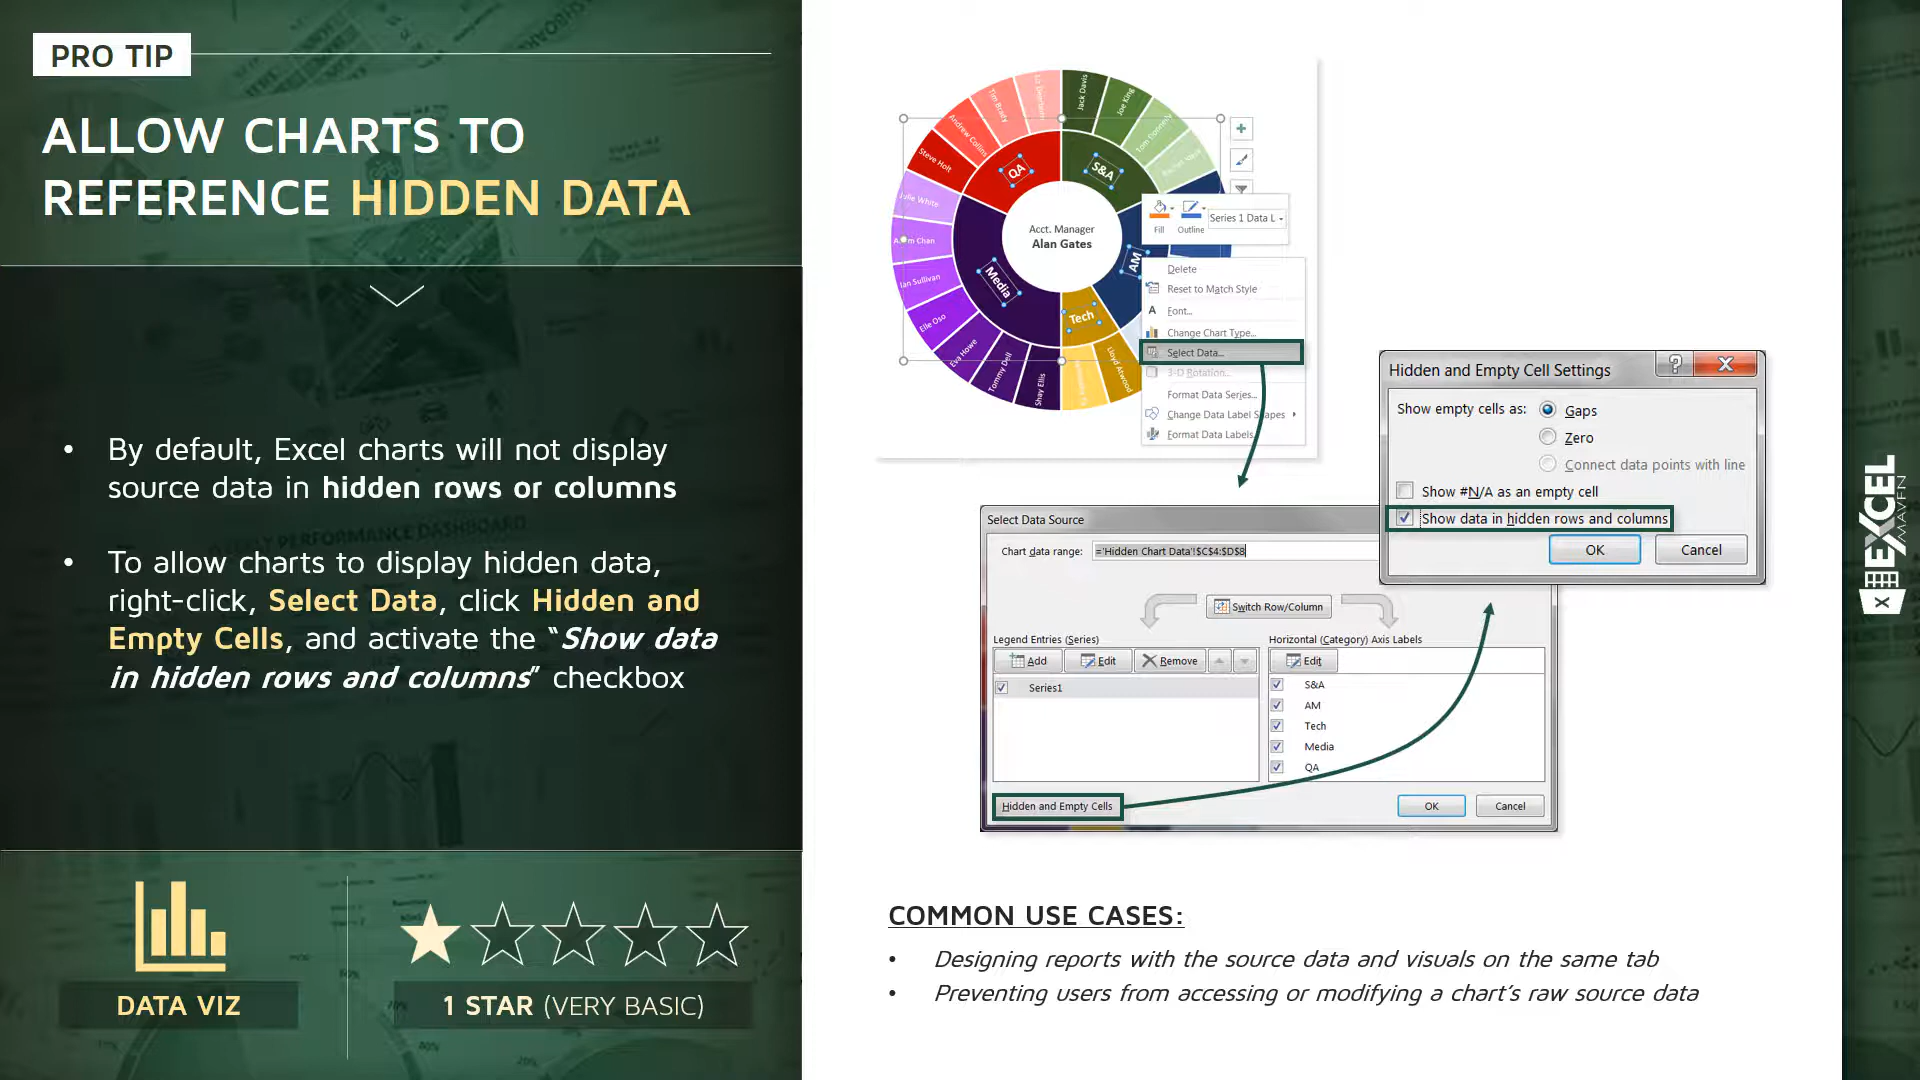 PRO TIP
ALLOW CHARTS TO
REFERENCE HIDDEN DATA
• By default, Excel charts will not display
source data in hidden rows or columns
• To allow charts to display hidden data,
right-click, Select Data, click Hidden and
Empty Cells, and activate the “Show data
in hidden rows and columns” checkbox
DATA VIZ
1 STAR (VERY BASIC)
Jack Davis
Joe King
Tom Donnelly
Tim Brady
Andrew Collins
Steve Holt
Julie White
Ian Sullivan
Elle Oso
Eva Howe
Tommy Dell
Shay Ellis
Lloyd Atwood
QA
S&A
AM
Tech
Media
Acct. Manager
Alan Gates
Fill
Outline
Series 1 Data L
Delete
Reset to Match Style
Font...
Change Chart Type...
Select Data...
3-D Rotation...
Format Data Series...
Change Data Label Shapes
Format Data Labels
Select Data Source
Chart data range: ='Hidden Chart Data'!$C$4:$D$8
Switch Row/Column
Legend Entries (Series)
Add Edit Remove
Series1
Horizontal (Category) Axis Labels
Edit
S&A
AM
Tech
Media
QA
Hidden and Empty Cells
OK Cancel
Hidden and Empty Cell Settings
Show empty cells as: Gaps
Zero
Connect data points with line
Show #N/A as an empty cell
Show data in hidden rows and columns
OK Cancel
COMMON USE CASES:
• Designing reports with the source data and visuals on the same tab
• Preventing users from accessing or modifying a chart’s raw source data
EXCEL
MAVEN